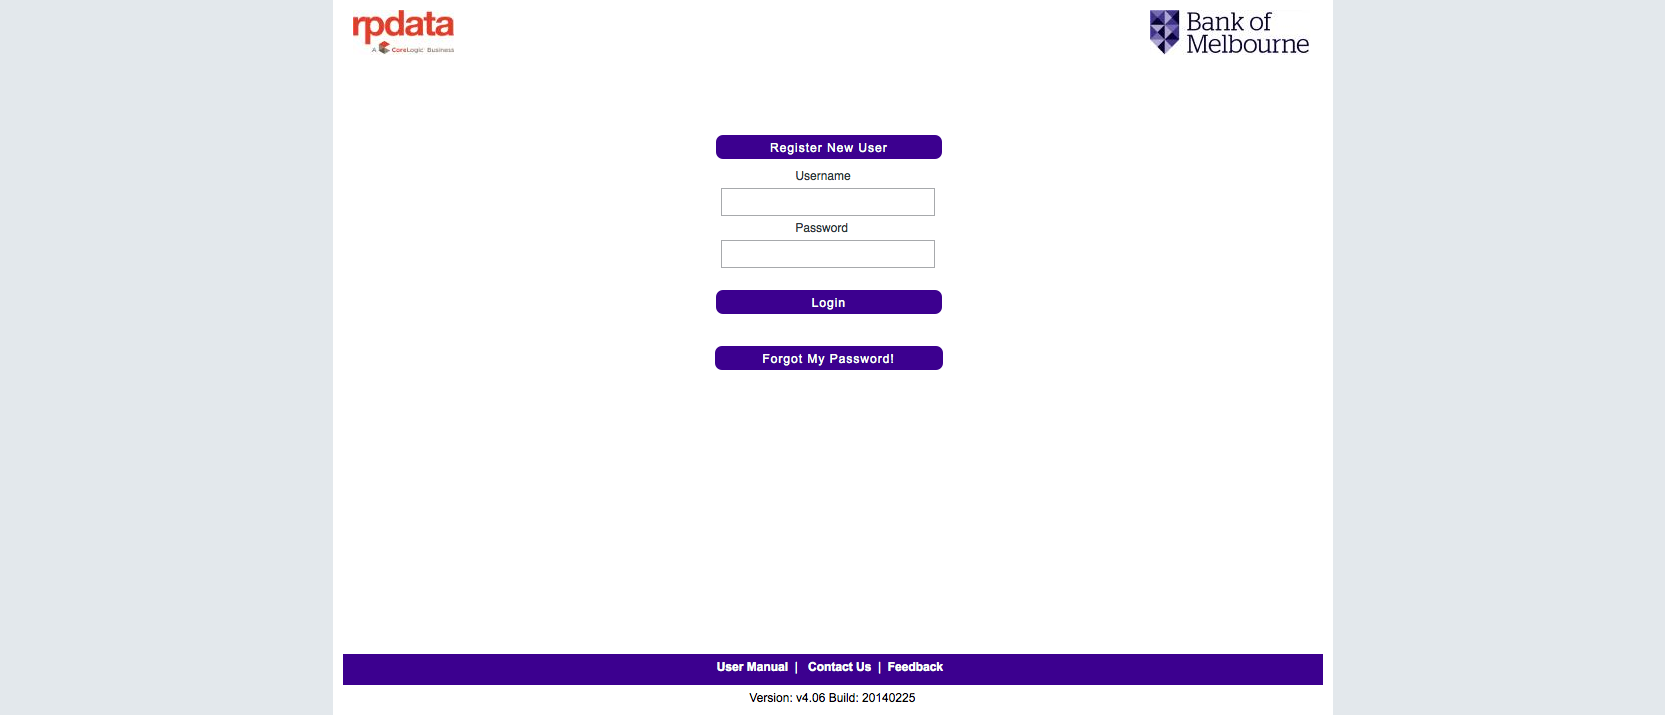 rpdata
A CoreLogic Business
Bank of
Melbourne
Register New User
Username
Password
Login
Forgot My Password!
User Manual | Contact Us | Feedback
Version: v4.06 Build: 20140225